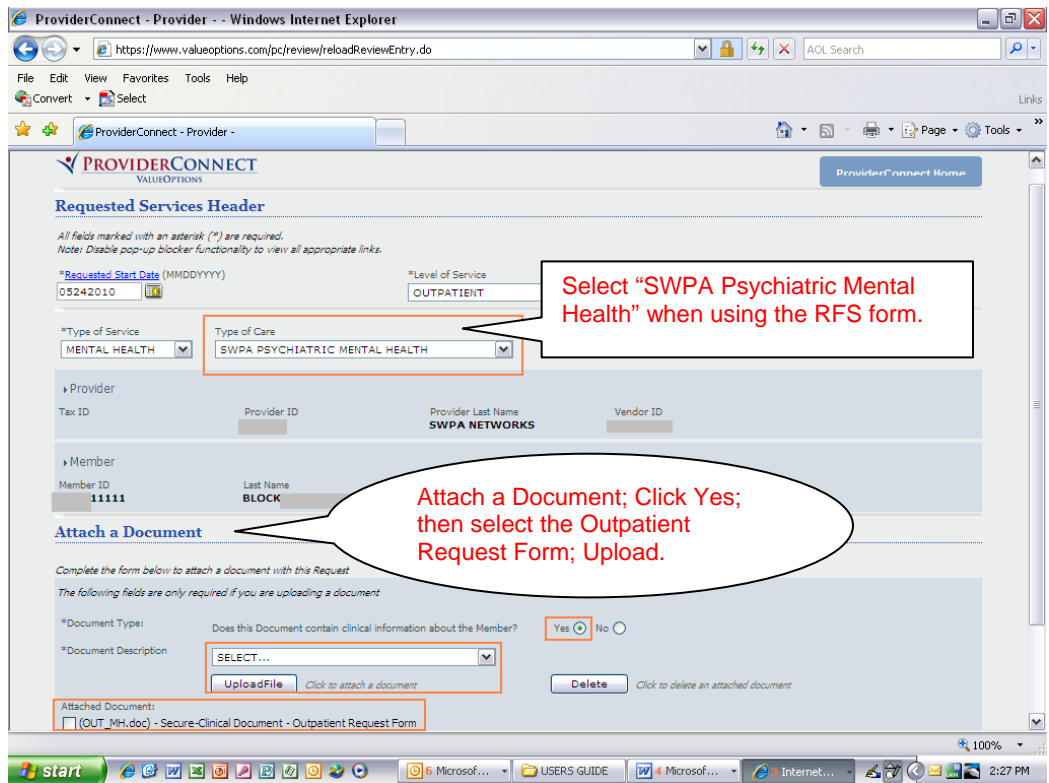 ProviderConnect - Provider - - Windows Internet Explorer
https://www.valueoptions.com/pc/review/reloadReviewEntry.do
AOL Search
File Edit View Favorites Tools Help
Convert Select
Links
ProviderConnect - Provider -
Page Tools
PROVIDERCONNECT
VALUEOPTIONS
ProviderConnect Home
Requested Services Header
All fields marked with an asterisk (*) are required.
Note: Disable pop-up blocker functionality to view all appropriate links.
*Requested Start Date (MMDDYYYY)
*Level of Service
05242010
OUTPATIENT
Select “SWPA Psychiatric Mental
Health” when using the RFS form.
*Type of Service
Type of Care
MENTAL HEALTH
SWPA PSYCHIATRIC MENTAL HEALTH
Provider
Tax ID
Provider ID
Provider Last Name
Vendor ID
SWPA NETWORKS
Member
Member ID
Last Name
11111
BLOCK
Attach a Document; Click Yes;
then select the Outpatient
Request Form; Upload.
Attach a Document
Complete the form below to attach a document with this Request
The following fields are only required if you are uploading a document
*Document Type:
Does this Document contain clinical information about the Member?
Yes No
*Document Description
SELECT...
UploadFile Click to attach a document
Delete Click to delete an attached document
Attached Document:
(OUT_MH.doc) - Secure-Clinical Document - Outpatient Request Form
100%
start
6 Microsof...
USERS GUIDE
4 Microsof...
3 Internet...
2:27 PM